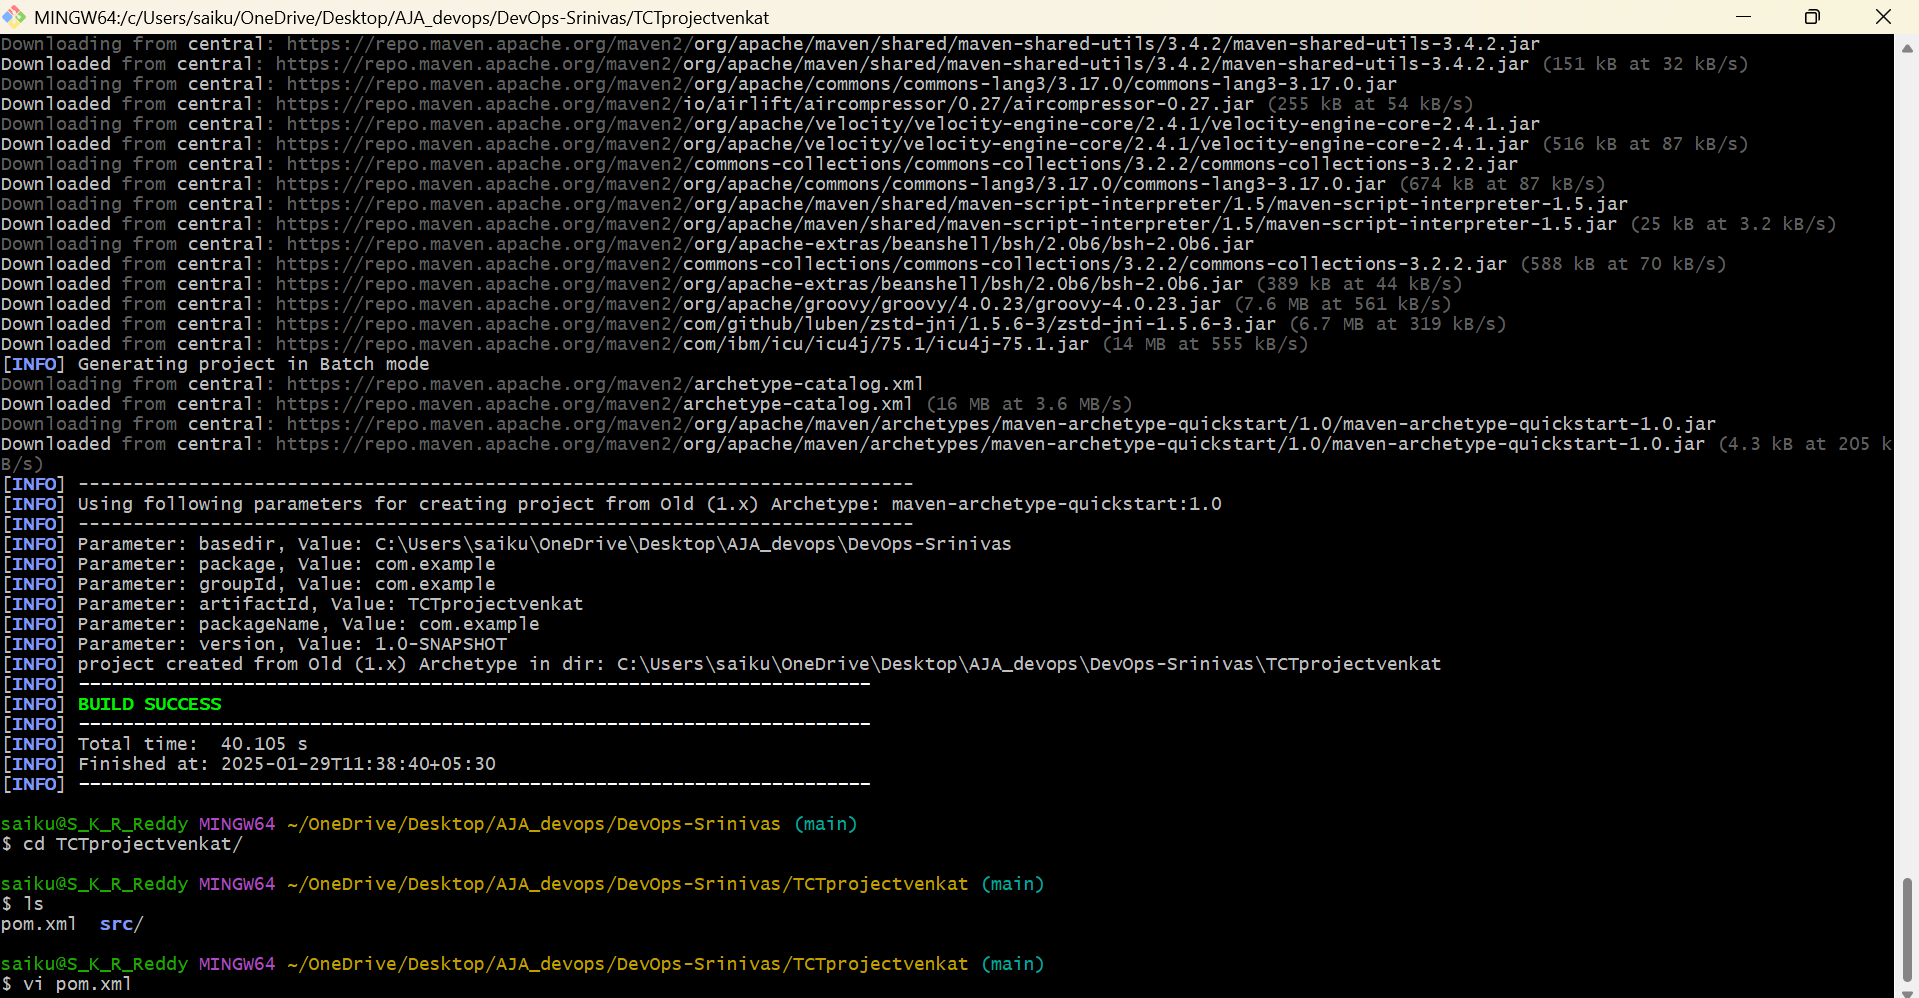 MINGW64:/c/Users/saiku/OneDrive/Desktop/AJA_devops/DevOps-Srinivas/TCTprojectvenkat
Downloading from central: https://repo.maven.apache.org/maven2/org/apache/maven/shared/maven-shared-utils/3.4.2/maven-shared-utils-3.4.2.jar
Downloaded from central: https://repo.maven.apache.org/maven2/org/apache/maven/shared/maven-shared-utils/3.4.2/maven-shared-utils-3.4.2.jar (151 kB at 32 kB/s)
Downloading from central: https://repo.maven.apache.org/maven2/org/apache/commons/commons-lang3/3.17.0/commons-lang3-3.17.0.jar
Downloaded from central: https://repo.maven.apache.org/maven2/io/airlift/aircompressor/0.27/aircompressor-0.27.jar (255 kB at 54 kB/s)
Downloading from central: https://repo.maven.apache.org/maven2/org/apache/velocity/velocity-engine-core/2.4.1/velocity-engine-core-2.4.1.jar
Downloaded from central: https://repo.maven.apache.org/maven2/org/apache/velocity/velocity-engine-core/2.4.1/velocity-engine-core-2.4.1.jar (516 kB at 87 kB/s)
Downloading from central: https://repo.maven.apache.org/maven2/commons-collections/commons-collections/3.2.2/commons-collections-3.2.2.jar
Downloaded from central: https://repo.maven.apache.org/maven2/org/apache/commons/commons-lang3/3.17.0/commons-lang3-3.17.0.jar (674 kB at 87 kB/s)
Downloading from central: https://repo.maven.apache.org/maven2/org/apache/maven/shared/maven-script-interpreter/1.5/maven-script-interpreter-1.5.jar
Downloaded from central: https://repo.maven.apache.org/maven2/org/apache/maven/shared/maven-script-interpreter/1.5/maven-script-interpreter-1.5.jar (25 kB at 3.2 kB/s)
Downloading from central: https://repo.maven.apache.org/maven2/org/apache-extras/beanshell/bsh/2.0b6/bsh-2.0b6.jar
Downloaded from central: https://repo.maven.apache.org/maven2/commons-collections/commons-collections/3.2.2/commons-collections-3.2.2.jar (588 kB at 70 kB/s)
Downloaded from central: https://repo.maven.apache.org/maven2/org/apache-extras/beanshell/bsh/2.0b6/bsh-2.0b6.jar (389 kB at 44 kB/s)
Downloaded from central: https://repo.maven.apache.org/maven2/org/apache/groovy/groovy/4.0.23/groovy-4.0.23.jar (7.6 MB at 561 kB/s)
Downloaded from central: https://repo.maven.apache.org/maven2/com/github/luben/zstd-jni/1.5.6-3/zstd-jni-1.5.6-3.jar (6.7 MB at 319 kB/s)
Downloaded from central: https://repo.maven.apache.org/maven2/com/ibm/icu/icu4j/75.1/icu4j-75.1.jar (14 MB at 555 kB/s)
[INFO] Generating project in Batch mode
Downloading from central: https://repo.maven.apache.org/maven2/archetype-catalog.xml
Downloaded from central: https://repo.maven.apache.org/maven2/archetype-catalog.xml (16 MB at 3.6 MB/s)
Downloading from central: https://repo.maven.apache.org/maven2/org/apache/maven/archetypes/maven-archetype-quickstart/1.0/maven-archetype-quickstart-1.0.jar
Downloaded from central: https://repo.maven.apache.org/maven2/org/apache/maven/archetypes/maven-archetype-quickstart/1.0/maven-archetype-quickstart-1.0.jar (4.3 kB at 205 k
B/s)
[INFO] ----------------------------------------------------------------------------
[INFO] Using following parameters for creating project from Old (1.x) Archetype: maven-archetype-quickstart:1.0
[INFO] ----------------------------------------------------------------------------
[INFO] Parameter: basedir, Value: C:\Users\saiku\OneDrive\Desktop\AJA_devops\DevOps-Srinivas
[INFO] Parameter: package, Value: com.example
[INFO] Parameter: groupId, Value: com.example
[INFO] Parameter: artifactId, Value: TCTprojectvenkat
[INFO] Parameter: packageName, Value: com.example
[INFO] Parameter: version, Value: 1.0-SNAPSHOT
[INFO] project created from Old (1.x) Archetype in dir: C:\Users\saiku\OneDrive\Desktop\AJA_devops\DevOps-Srinivas\TCTprojectvenkat
[INFO] ------------------------------------------------------------------------
[INFO] BUILD SUCCESS
[INFO] ------------------------------------------------------------------------
[INFO] Total time:  40.105 s
[INFO] Finished at: 2025-01-29T11:38:40+05:30
[INFO] ------------------------------------------------------------------------
saiku@S_K_R_Reddy MINGW64 ~/OneDrive/Desktop/AJA_devops/DevOps-Srinivas (main)
$ cd TCTprojectvenkat/
saiku@S_K_R_Reddy MINGW64 ~/OneDrive/Desktop/AJA_devops/DevOps-Srinivas/TCTprojectvenkat (main)
$ ls
pom.xml  src/
saiku@S_K_R_Reddy MINGW64 ~/OneDrive/Desktop/AJA_devops/DevOps-Srinivas/TCTprojectvenkat (main)
$ vi pom.xml